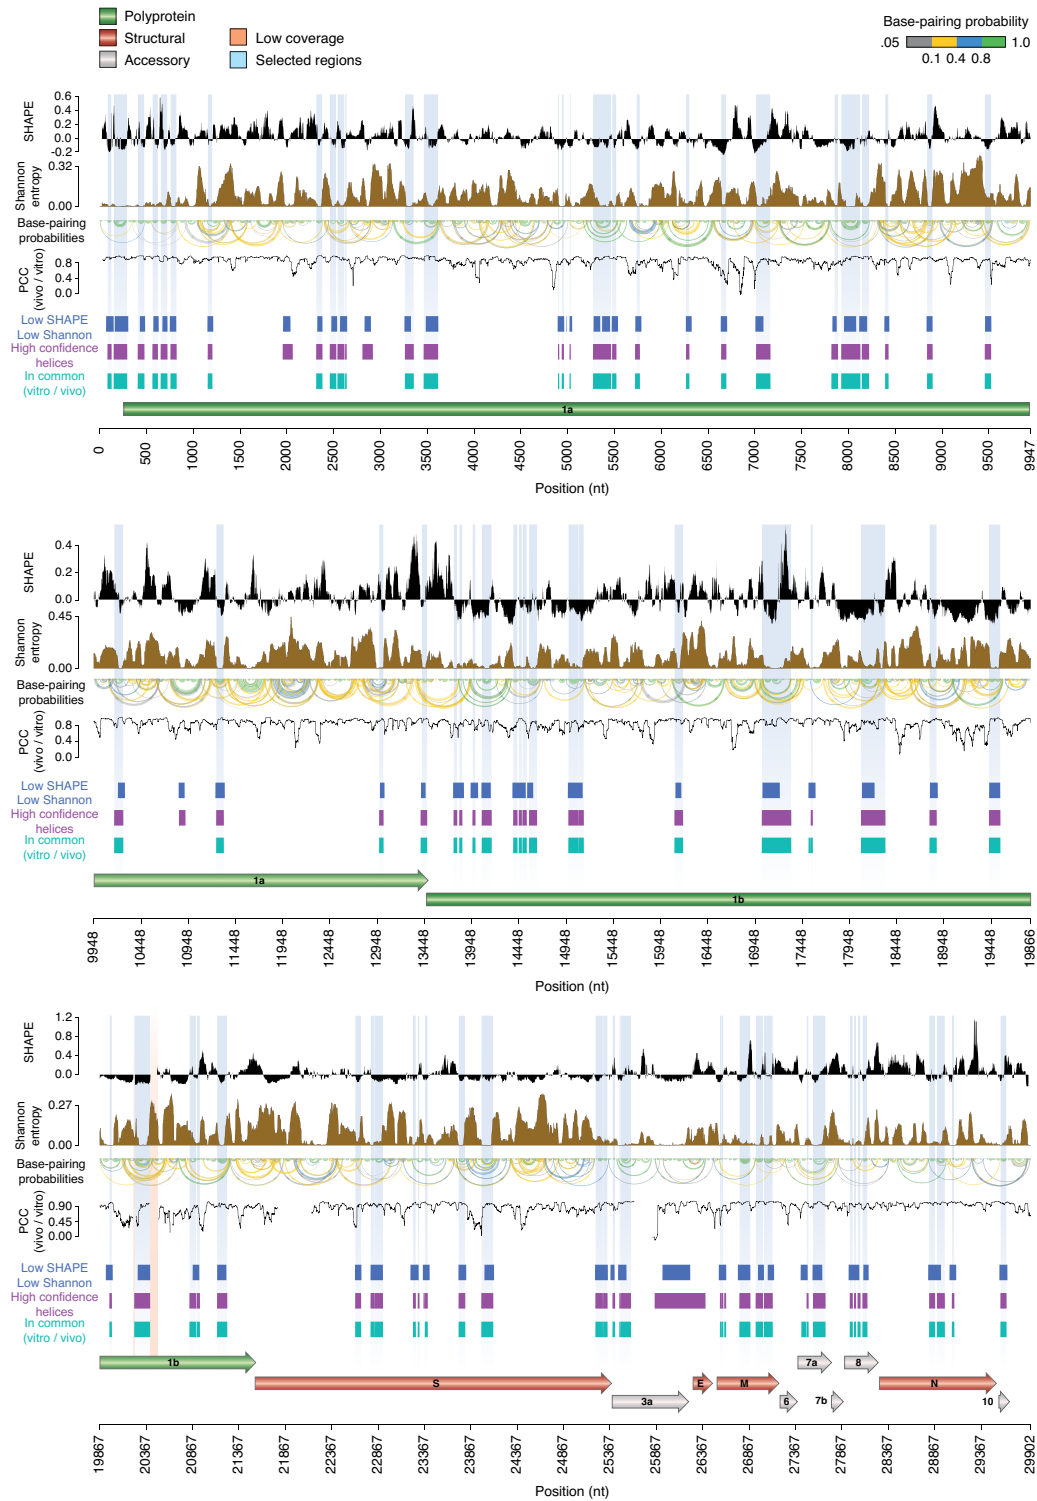 Polyprotein
Structural
Accessory
Low coverage
Selected regions
Base-pairing probability
.05 1.0
0.1 0.4 0.8
SHAPE
0.6
0.4
0.2
0.0
-0.2
Shannon
entropy
0.32
0.00
Base-pairing
probabilities
PCC
(vivo / vitro)
0.8
0.4
0.0
Low SHAPE
Low Shannon
High confidence
helices
In common
(vitro / vivo)
1a
0 500 1000 1500 2000 2500 3000 3500 4000 4500 5000 5500 6000 6500 7000 7500 8000 8500 9000 9500 9947
Position (nt)
SHAPE
0.4
0.2
0.0
Shannon
entropy
0.45
0.00
Base-pairing
probabilities
PCC
(vivo / vitro)
0.8
0.4
0.0
Low SHAPE
Low Shannon
High confidence
helices
In common
(vitro / vivo)
1a
1b
9948 10448 10948 11448 11948 12448 12948 13448 13948 14448 14948 15448 15948 16448 16948 17448 17948 18448 18948 19448 19866
Position (nt)
SHAPE
1.2
0.8
0.4
0.0
Shannon
entropy
0.27
0.00
Base-pairing
probabilities
PCC
(vivo / vitro)
0.90
0.45
0.00
Low SHAPE
Low Shannon
High confidence
helices
In common
(vitro / vivo)
1b 7a 8
S E M N
3a 6 7b 10
19867 20367 20867 21367 21867 22367 22867 23367 23867 24367 24867 25367 25867 26367 26867 27367 27867 28367 28867 29367 29902
Position (nt)